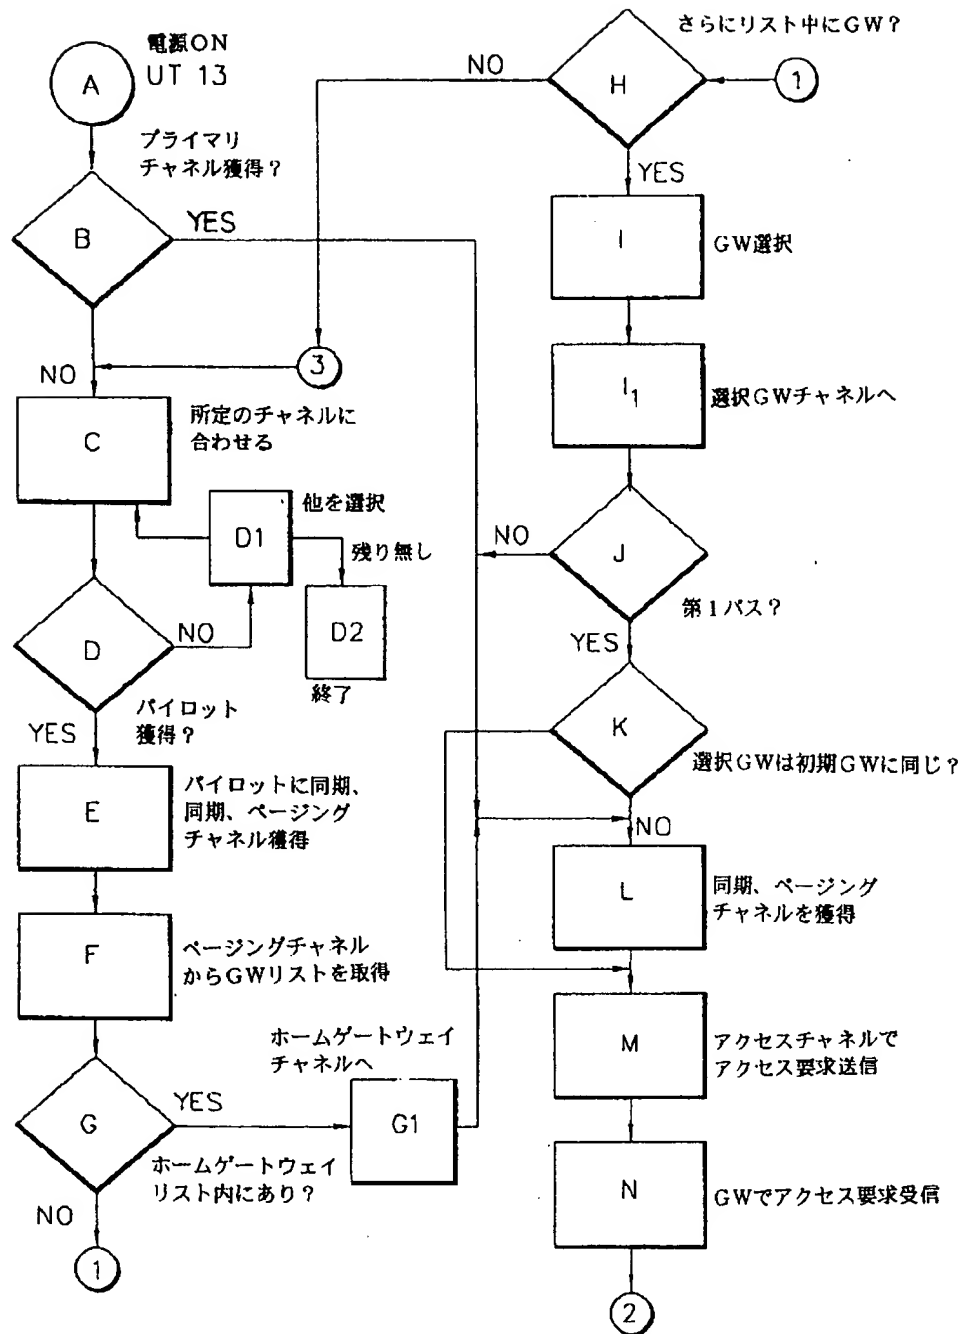 電源ON
UT 13
A
プライマリ
チャネル獲得？
B
YES
NO
3
C
所定のチャネルに
合わせる
D1
他を選択
残り無し
D2
終了
D
NO
パイロット
獲得？
YES
E
パイロットに同期、
同期、ページング
チャネル獲得
F
ページングチャネル
からGWリストを取得
G
YES
ホームゲートウェイ
チャネルへ
G1
ホームゲートウェイ
リスト内にあり？
NO
1
さらにリスト中にGW？
NO
H
1
YES
I
GW選択
I1
選択GWチャネルへ
NO
J
第1パス？
YES
K
選択GWは初期GWに同じ？
NO
L
同期、ページング
チャネルを獲得
M
アクセスチャネルで
アクセス要求送信
N
GWでアクセス要求受信
2